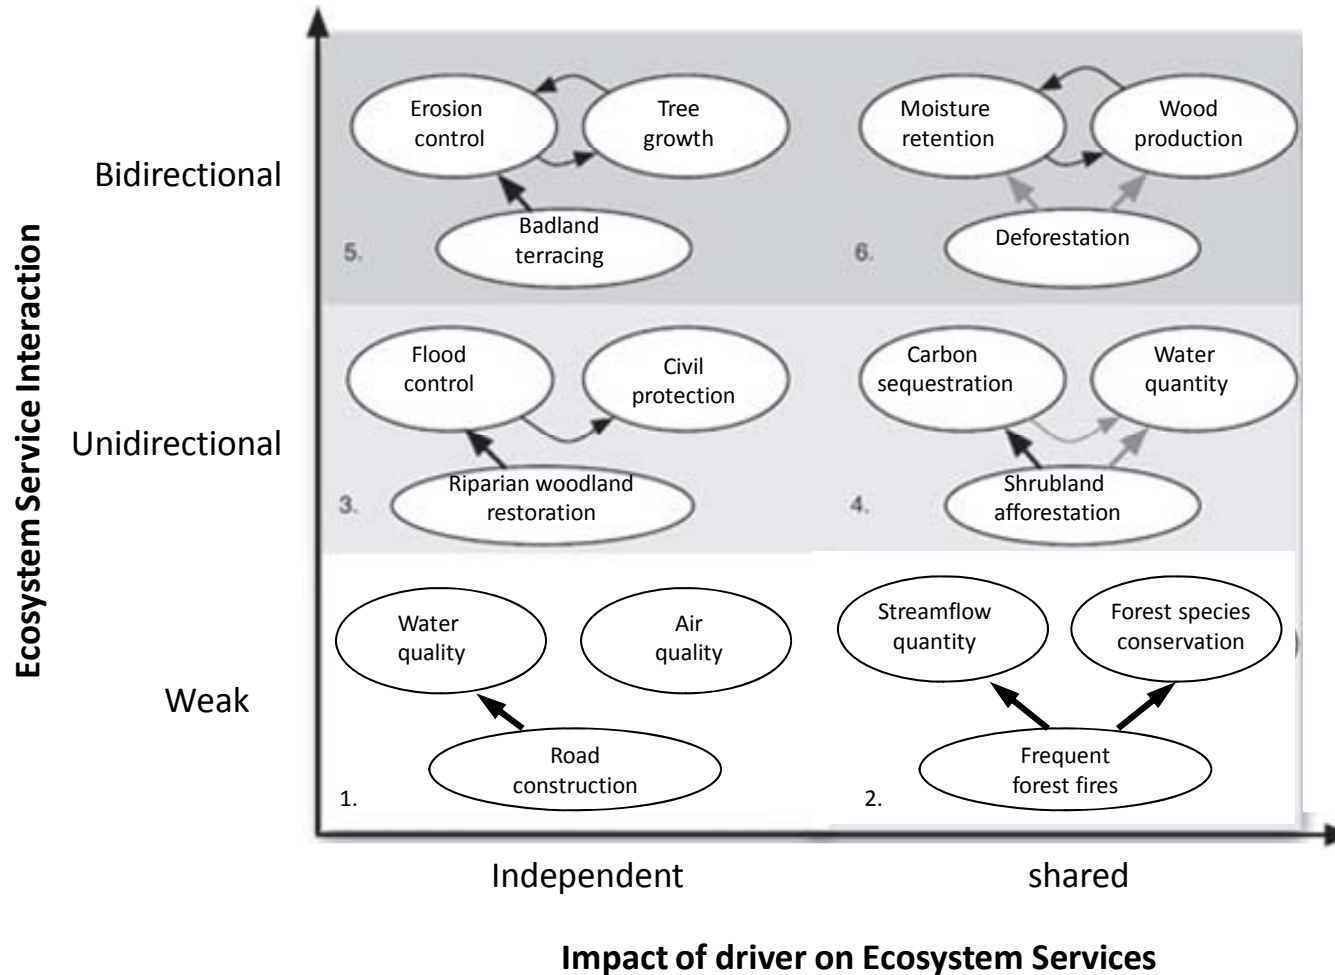 Ecosystem Service Interaction
Bidirectional
Erosion
control
Tree
growth
Badland
terracing
5.
Moisture
retention
Wood
production
Deforestation
6.
Unidirectional
Flood
control
Civil
protection
Riparian woodland
restoration
3.
Carbon
sequestration
Water
quantity
Shrubland
afforestation
4.
Weak
Water
quality
Air
quality
Road
construction
1.
Streamflow
quantity
Forest species
conservation
Frequent
forest fires
2.
Independent
shared
Impact of driver on Ecosystem Services